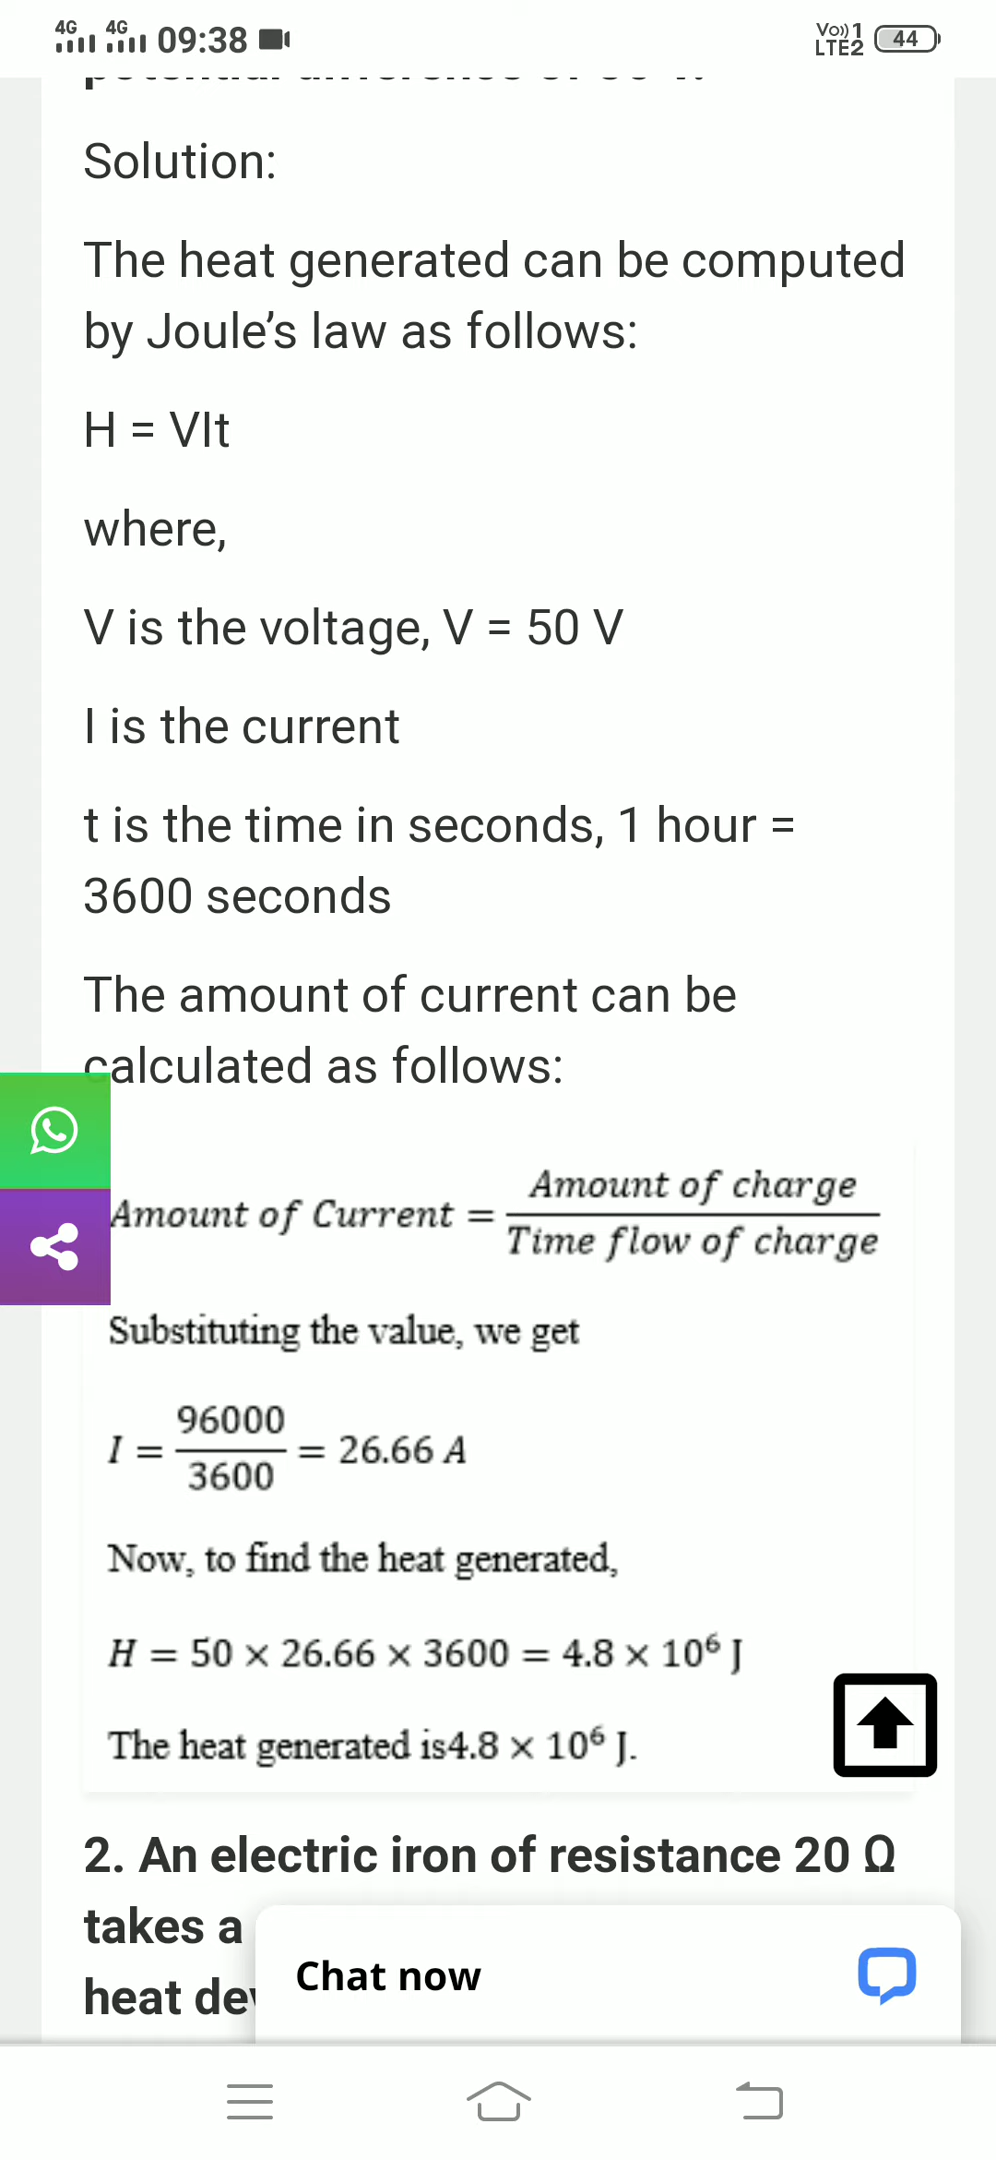 4G 4G 09:38 Vo)) 1 LTE2 44
Solution:
The heat generated can be computed
by Joule’s law as follows:
H = VIt
where,
V is the voltage, V = 50 V
I is the current
t is the time in seconds, 1 hour =
3600 seconds
The amount of current can be
calculated as follows:
Amount of Current = Amount of charge / Time flow of charge
Substituting the value, we get
I = 96000 / 3600 = 26.66 A
Now, to find the heat generated,
H = 50 × 26.66 × 3600 = 4.8 × 10⁶ J
The heat generated is4.8 × 10⁶ J.
2. An electric iron of resistance 20 Ω
takes a
heat de
Chat now